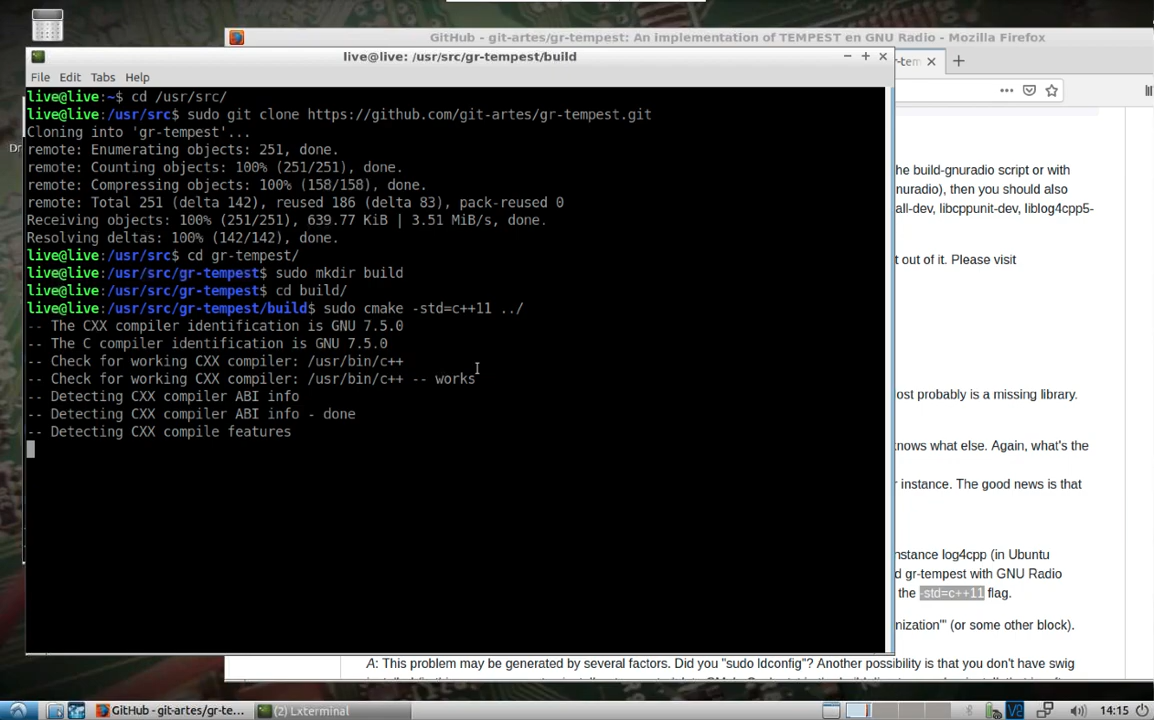 GitHub - git-artes/gr-tempest: An implementation of TEMPEST en GNU Radio - Mozilla Firefox
live@live: /usr/src/gr-tempest/build
File Edit Tabs Help
live@live:~$ cd /usr/src/
live@live:/usr/src$ sudo git clone https://github.com/git-artes/gr-tempest.git
Cloning into 'gr-tempest'...
remote: Enumerating objects: 251, done.
remote: Counting objects: 100% (251/251), done.
remote: Compressing objects: 100% (158/158), done.
remote: Total 251 (delta 142), reused 186 (delta 83), pack-reused 0
Receiving objects: 100% (251/251), 639.77 KiB | 3.51 MiB/s, done.
Resolving deltas: 100% (142/142), done.
live@live:/usr/src$ cd gr-tempest/
live@live:/usr/src/gr-tempest$ sudo mkdir build
live@live:/usr/src/gr-tempest$ cd build/
live@live:/usr/src/gr-tempest/build$ sudo cmake -std=c++11 ../
-- The CXX compiler identification is GNU 7.5.0
-- The C compiler identification is GNU 7.5.0
-- Check for working CXX compiler: /usr/bin/c++
-- Check for working CXX compiler: /usr/bin/c++ -- works
-- Detecting CXX compiler ABI info
-- Detecting CXX compiler ABI info - done
-- Detecting CXX compile features
r-tem
Dr
he build-gnuradio script or with
nuradio), then you should also
all-dev, libcppunit-dev, liblog4cpp5-
t out of it. Please visit
ost probably is a missing library.
knows what else. Again, what's the
r instance. The good news is that
nstance log4cpp (in Ubuntu
d gr-tempest with GNU Radio
the -std=c++11 flag.
nization'" (or some other block).
A: This problem may be generated by several factors. Did you "sudo ldconfig"? Another possibility is that you don't have swig
GitHub - git-artes/gr-te...
(2) Lxterminal
V2
14:15